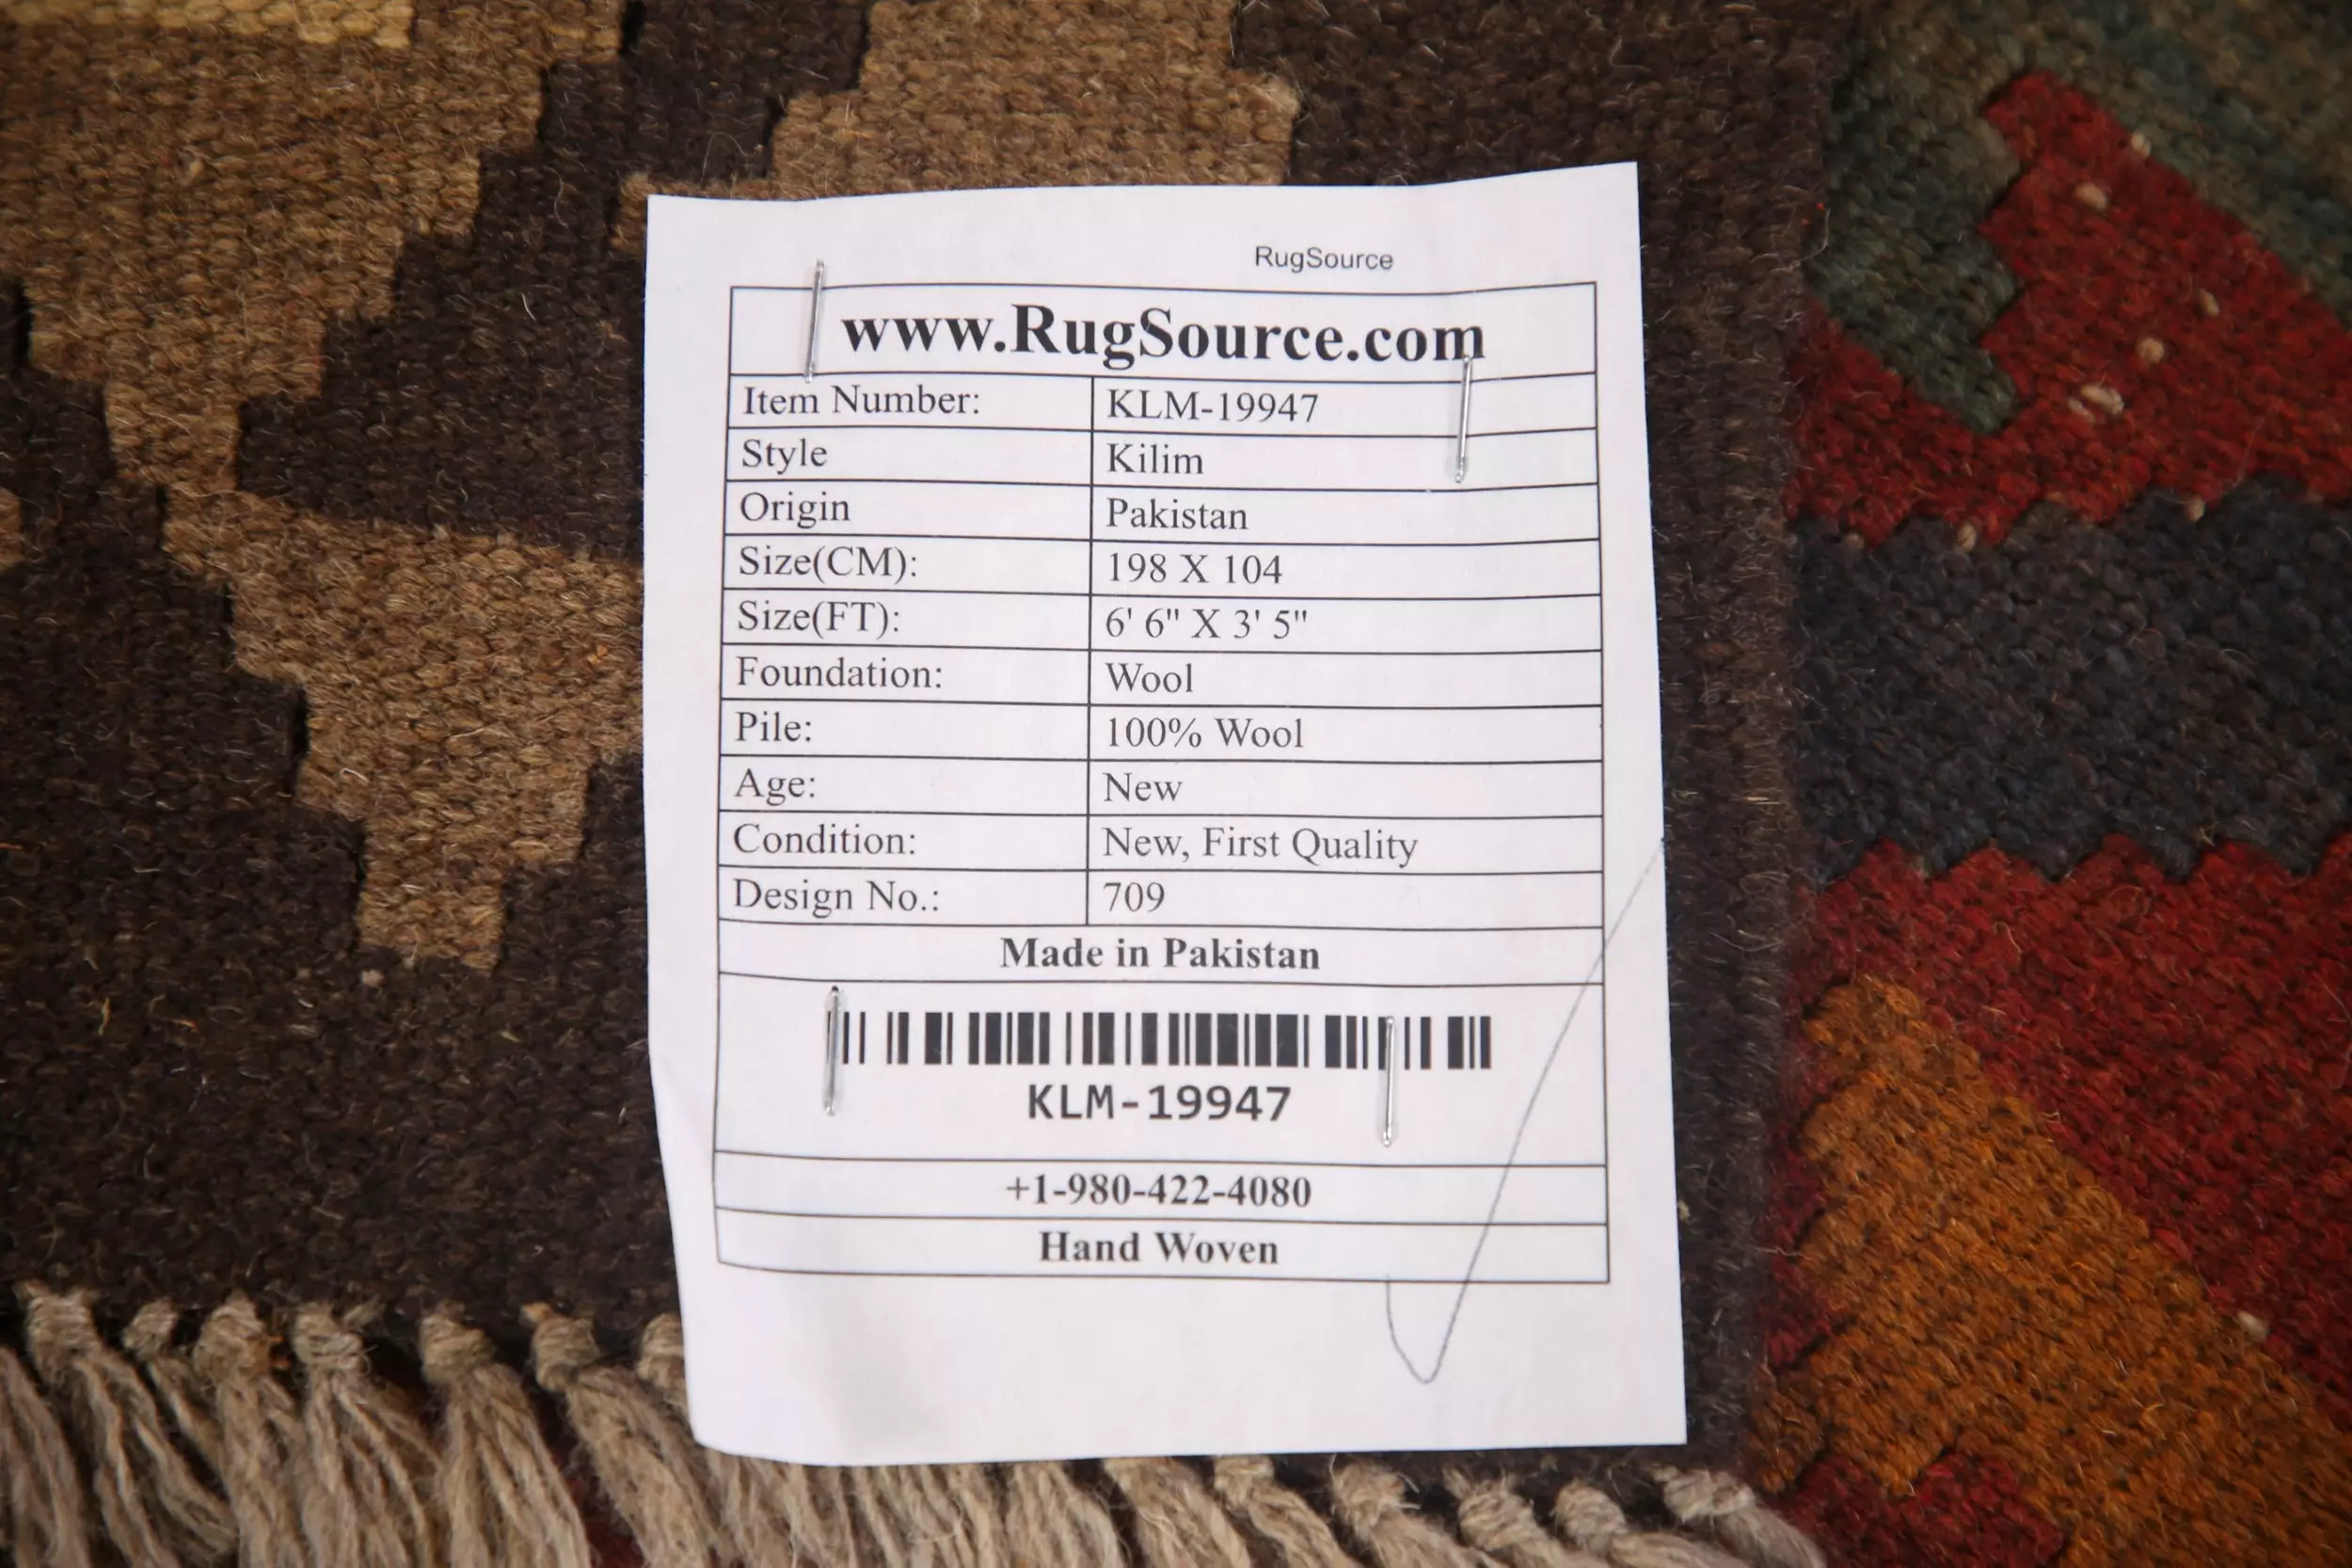 RugSource
www.RugSource.com
Item Number: KLM-19947
Style Kilim
Origin Pakistan
Size(CM): 198 X 104
Size(FT): 6' 6" X 3' 5"
Foundation: Wool
Pile: 100% Wool
Age: New
Condition: New, First Quality
Design No.: 709
Made in Pakistan
KLM-19947
+1-980-422-4080
Hand Woven